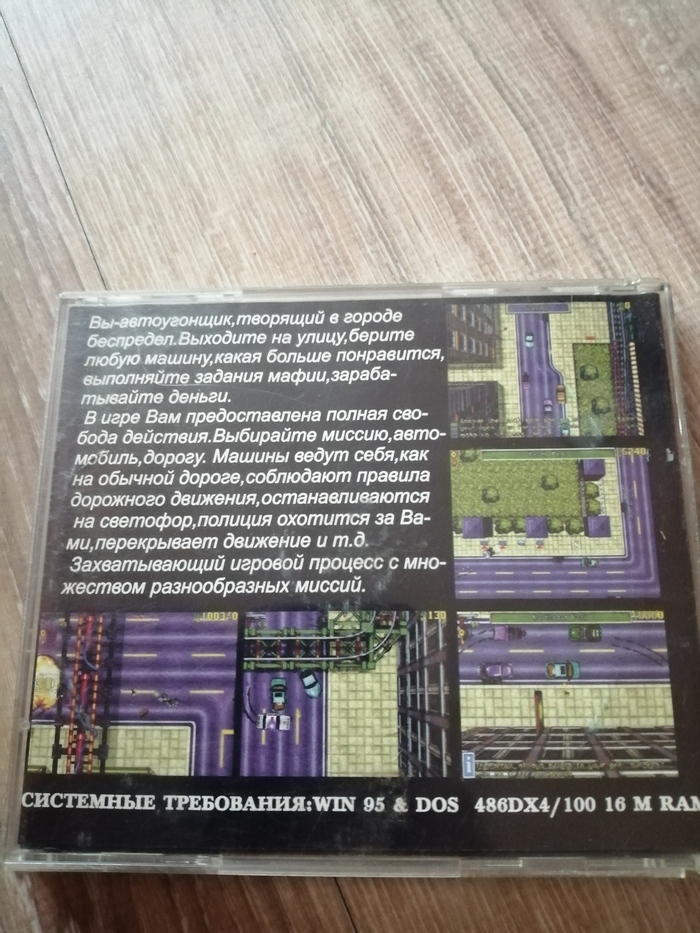 Вы-автоугонщик,творящий в городе
беспредел.Выходите на улицу,берите
любую машину,какая больше понравится,
выполняйте задания мафии,зараба-
тывайте деньги.
В игре Вам предоставлена полная сво-
бода действия.Выбирайте миссию,авто-
мобиль,дорогу. Машины ведут себя,как
на обычной дороге,соблюдают правила
дорожного движения,останавливаются
на светофор,полиция охотится за Ва-
ми,перекрывает движение и т.д.
Захватывающий игровой процесс с мно-
жеством разнообразных миссий.
СИСТЕМНЫЕ ТРЕБОВАНИЯ:WIN 95 & DOS 486DX4/100 16 M RA